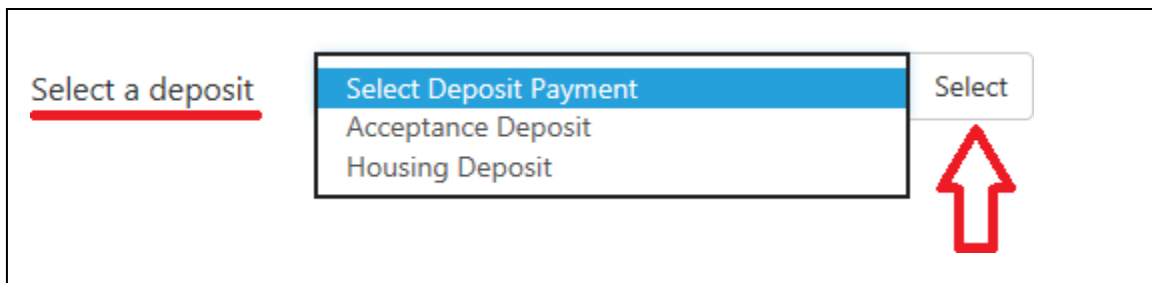 Select a deposit
Select Deposit Payment
Select
Acceptance Deposit
Housing Deposit